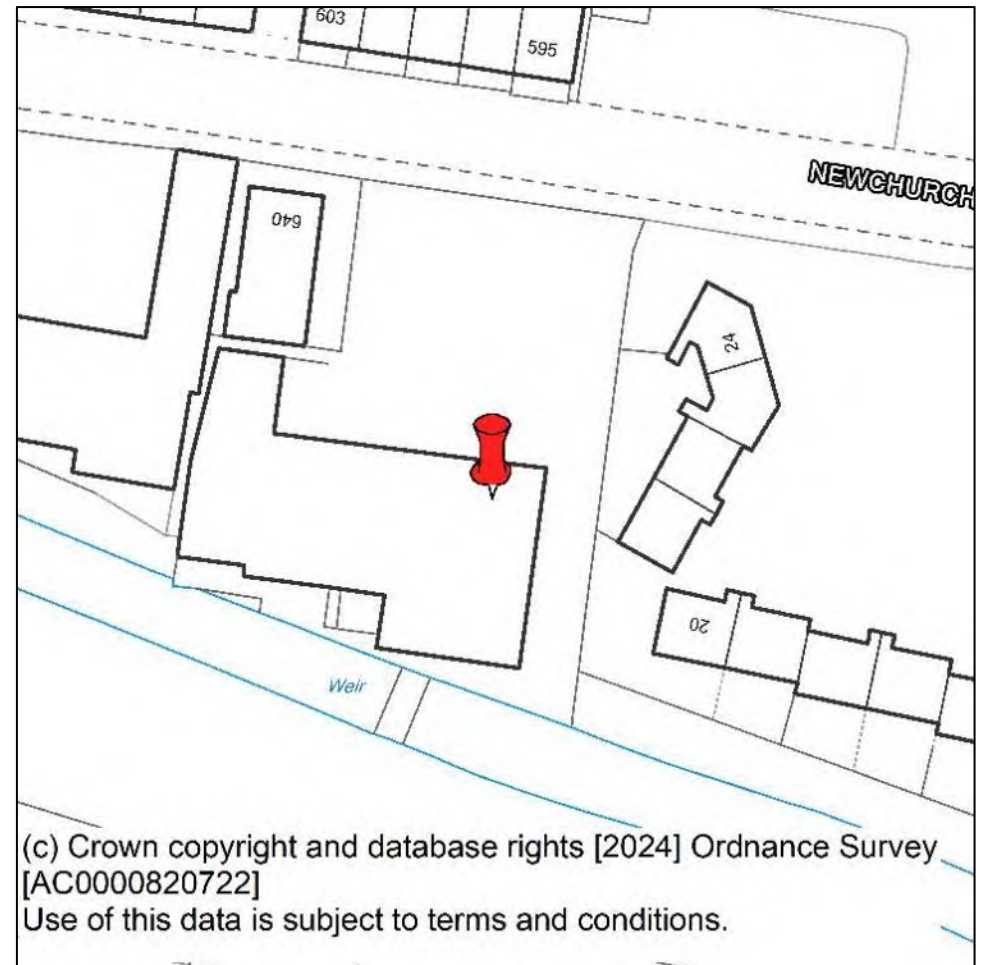 603
595
NEWCHURCH
640
24
20
Weir
(c) Crown copyright and database rights [2024] Ordnance Survey
[AC0000820722]
Use of this data is subject to terms and conditions.